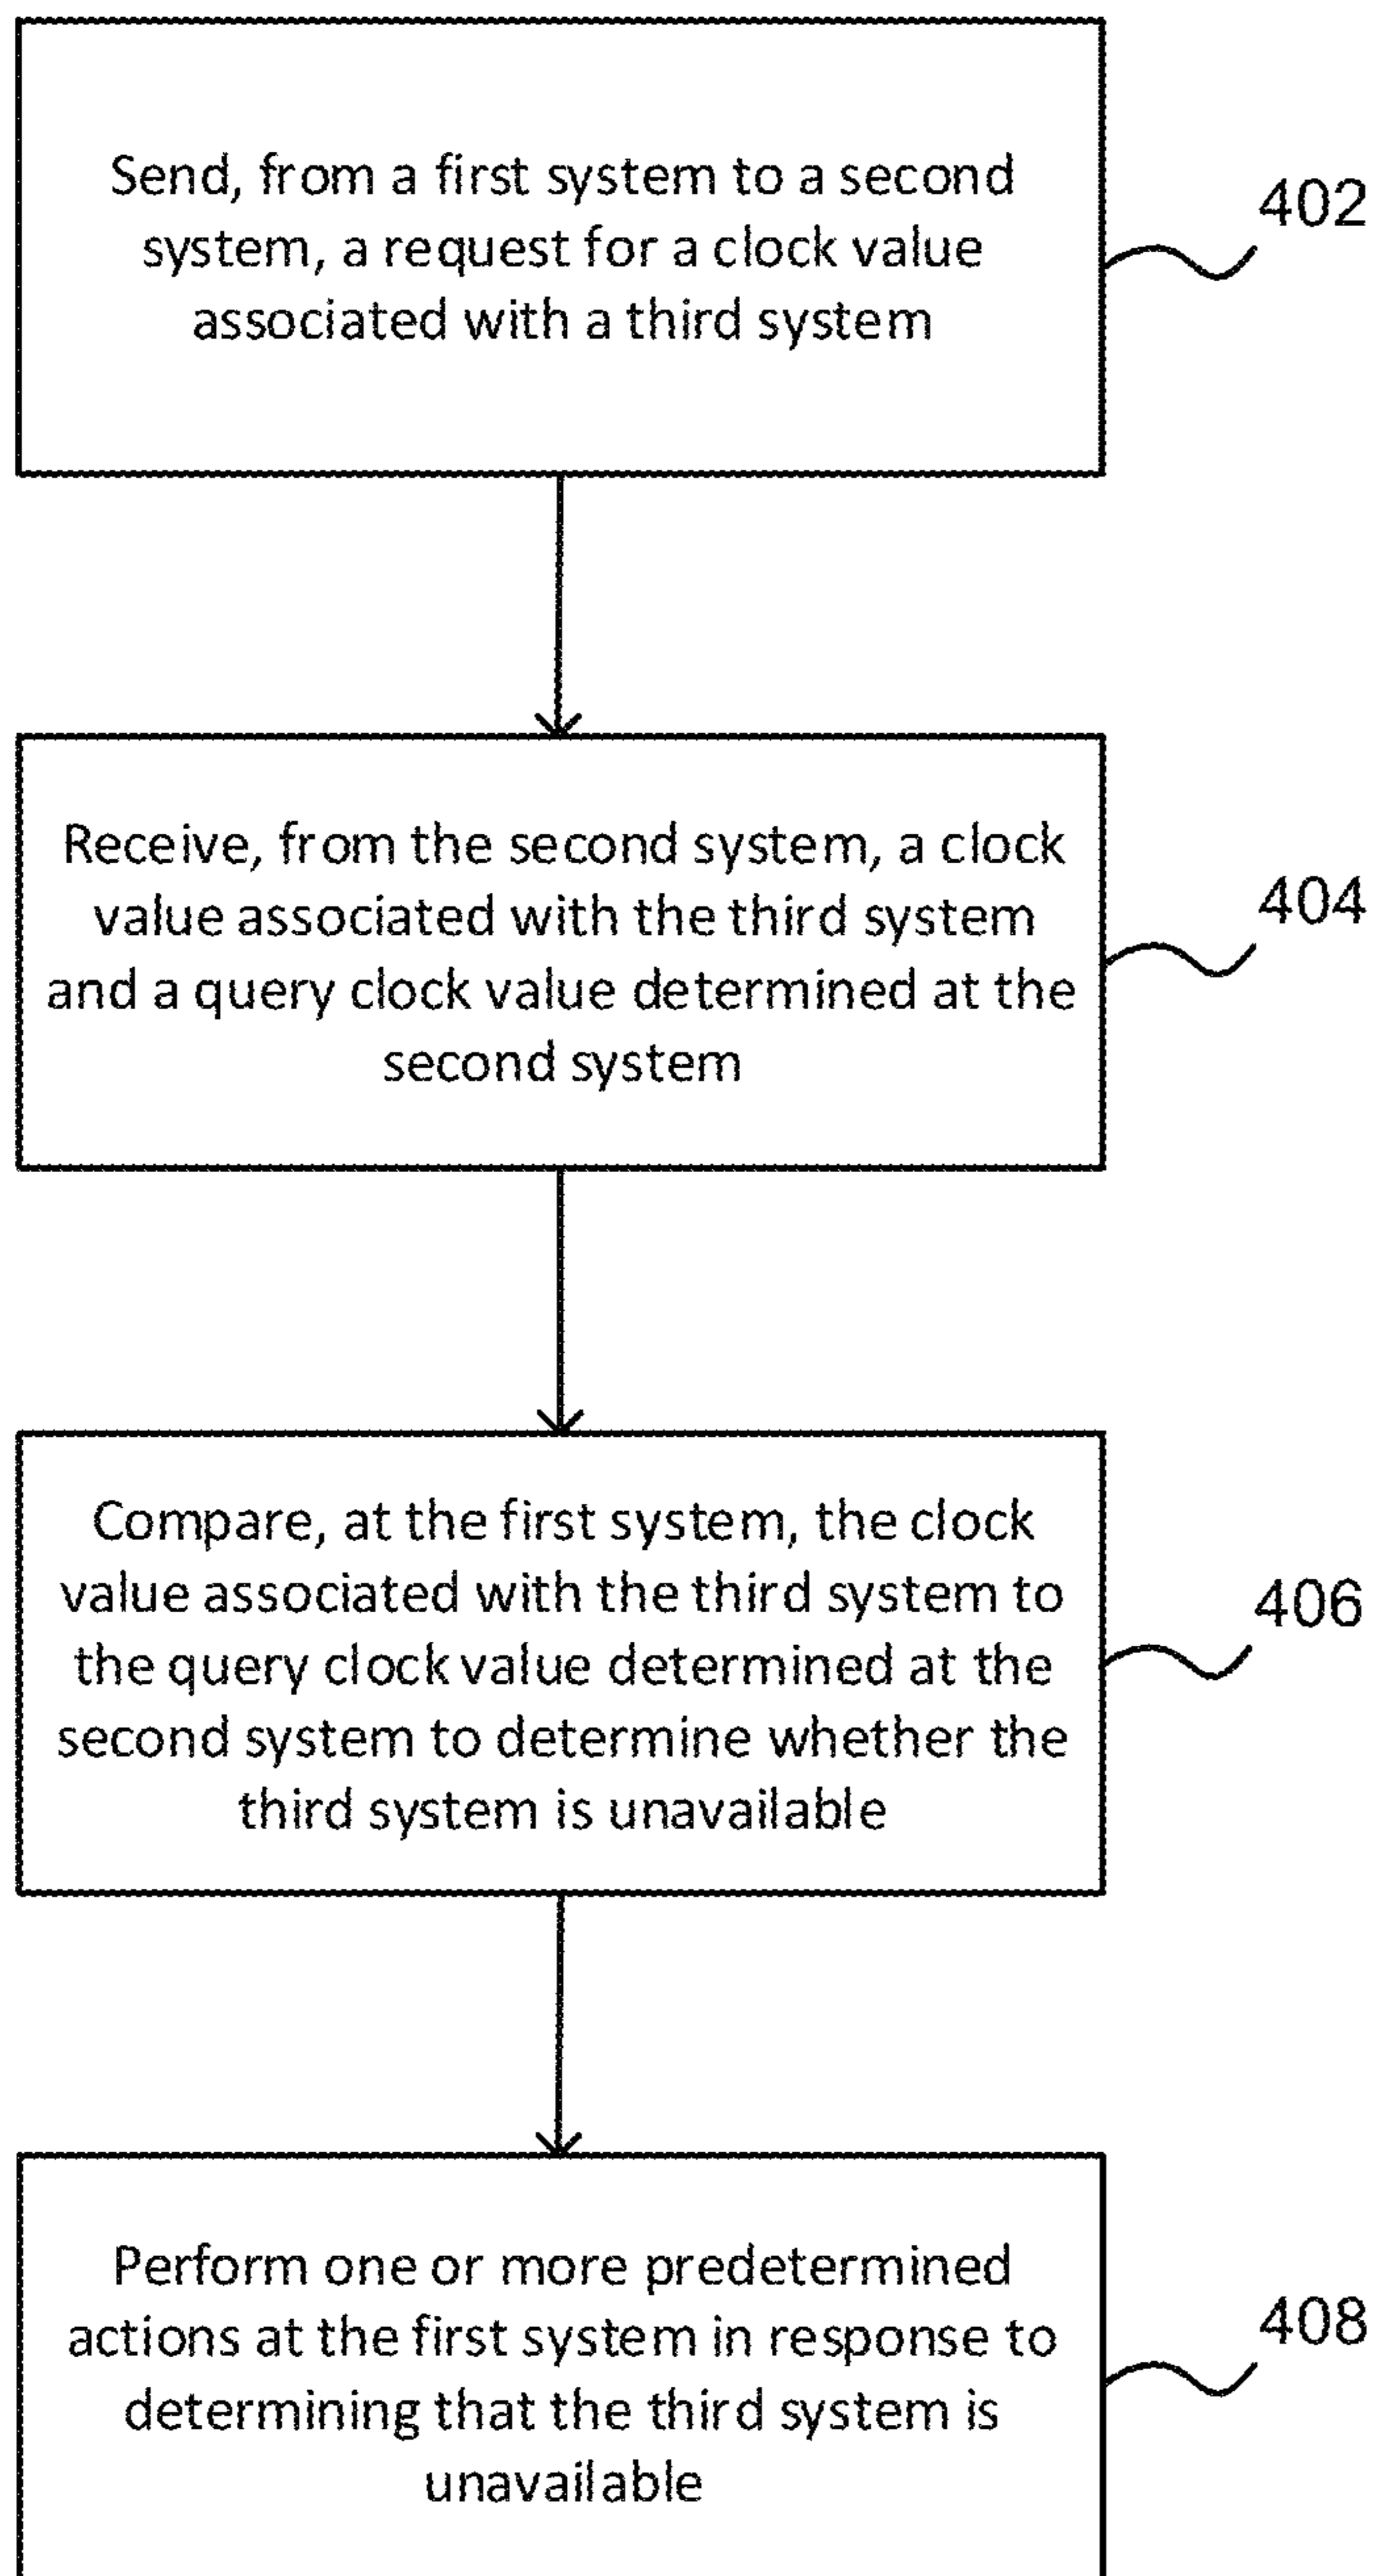 Send, from a first system to a second
system, a request for a clock value
associated with a third system
402
Receive, from the second system, a clock
value associated with the third system
and a query clock value determined at the
second system
404
Compare, at the first system, the clock
value associated with the third system to
the query clock value determined at the
second system to determine whether the
third system is unavailable
406
Perform one or more predetermined
actions at the first system in response to
determining that the third system is
unavailable
408